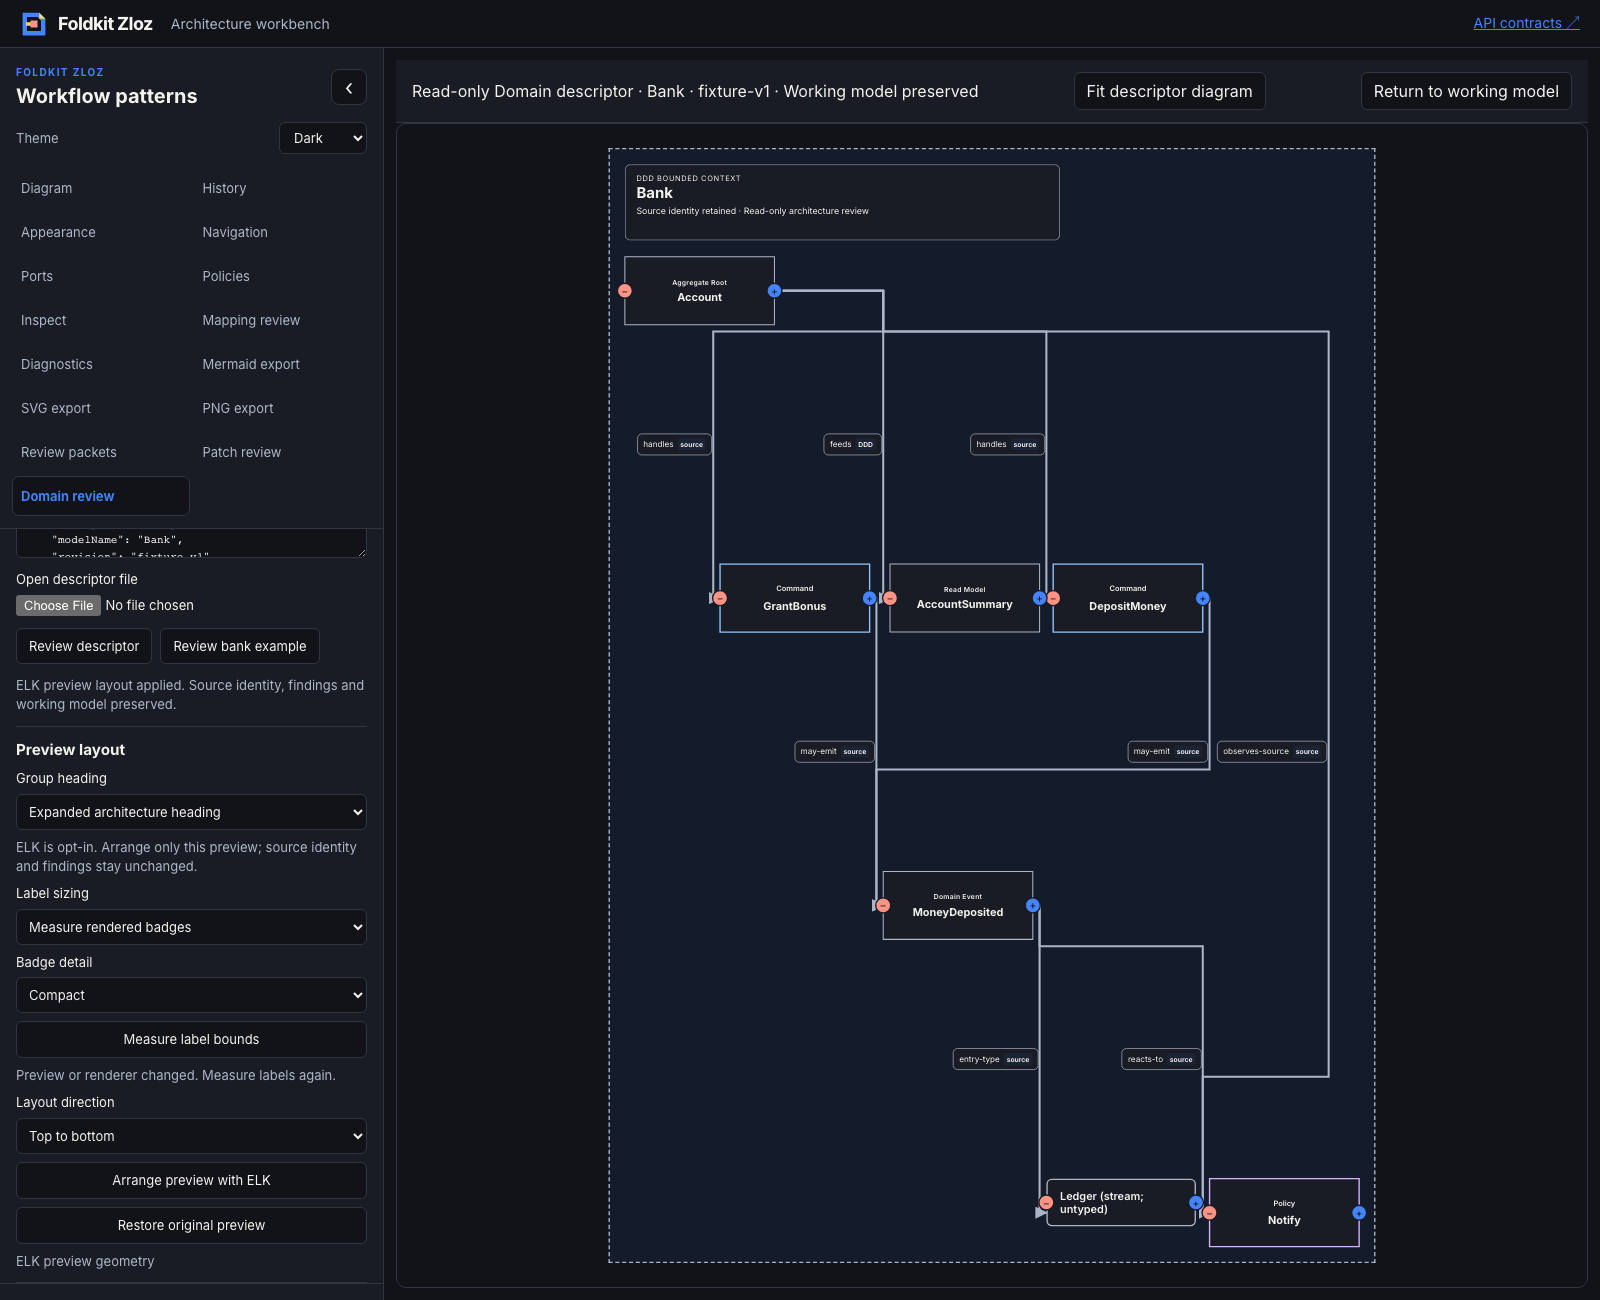 Foldkit Zloz
Architecture workbench
API contracts ↗
FOLDKIT ZLOZ
Workflow patterns
Theme
Dark
Diagram
History
Appearance
Navigation
Ports
Policies
Inspect
Mapping review
Diagnostics
Mermaid export
SVG export
PNG export
Review packets
Patch review
Domain review
"modelName": "Bank",
"revision": "fixture-v1"
Open descriptor file
Choose File No file chosen
Review descriptor
Review bank example
ELK preview layout applied. Source identity, findings and
working model preserved.
Preview layout
Group heading
Expanded architecture heading
ELK is opt-in. Arrange only this preview; source identity
and findings stay unchanged.
Label sizing
Measure rendered badges
Badge detail
Compact
Measure label bounds
Preview or renderer changed. Measure labels again.
Layout direction
Top to bottom
Arrange preview with ELK
Restore original preview
ELK preview geometry
Read-only Domain descriptor · Bank · fixture-v1 · Working model preserved
Fit descriptor diagram
Return to working model
DDD BOUNDED CONTEXT
Bank
Source identity retained · Read-only architecture review
Aggregate Root
Account
handles source
feeds DDD
handles source
Command
GrantBonus
Read Model
AccountSummary
Command
DepositMoney
may-emit source
may-emit source
observes-source source
Domain Event
MoneyDeposited
entry-type source
reacts-to source
Ledger (stream;
untyped)
Policy
Notify